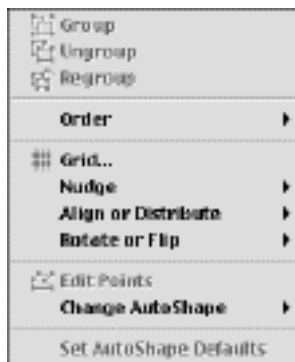 Group
Ungroup
Regroup
Order
Grid...
Nudge
Align or Distribute
Rotate or Flip
Edit Points
Change AutoShape
Set AutoShape Defaults